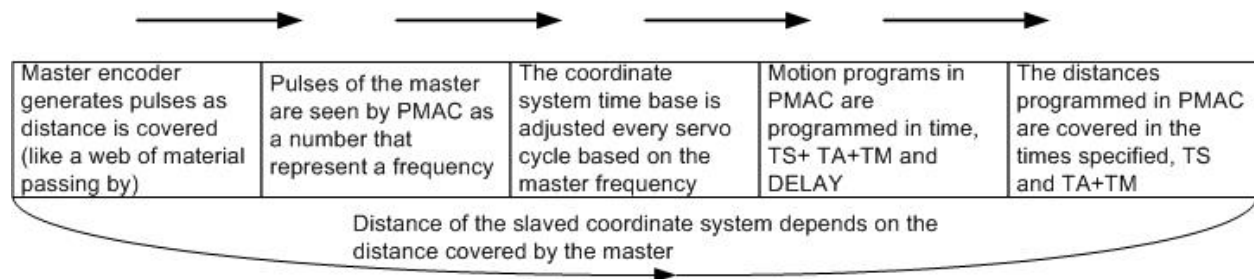 Master encoder
generates pulses as
distance is covered
(like a web of material
passing by)
Pulses of the master
are seen by PMAC as
a number that
represent a frequency
The coordinate
system time base is
adjusted every servo
cycle based on the
master frequency
Motion programs in
PMAC are
programmed in time,
TS+ TA+TM and
DELAY
The distances
programmed in PMAC
are covered in the
times specified, TS
and TA+TM
Distance of the slaved coordinate system depends on the
distance covered by the master